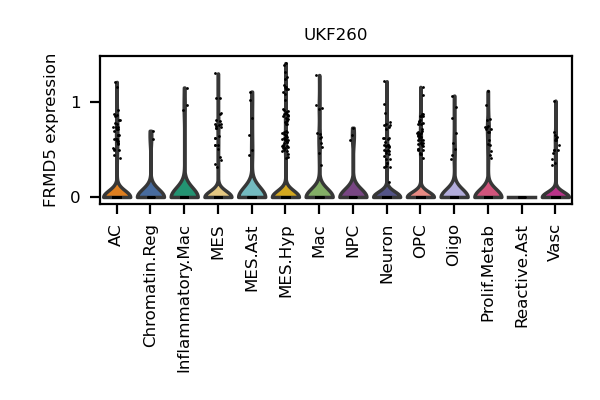 UKF260
FRMD5 expression
1
0
AC
Chromatin.Reg
Inflammatory.Mac
MES
MES.Ast
MES.Hyp
Mac
NPC
Neuron
OPC
Oligo
Prolif.Metab
Reactive.Ast
Vasc